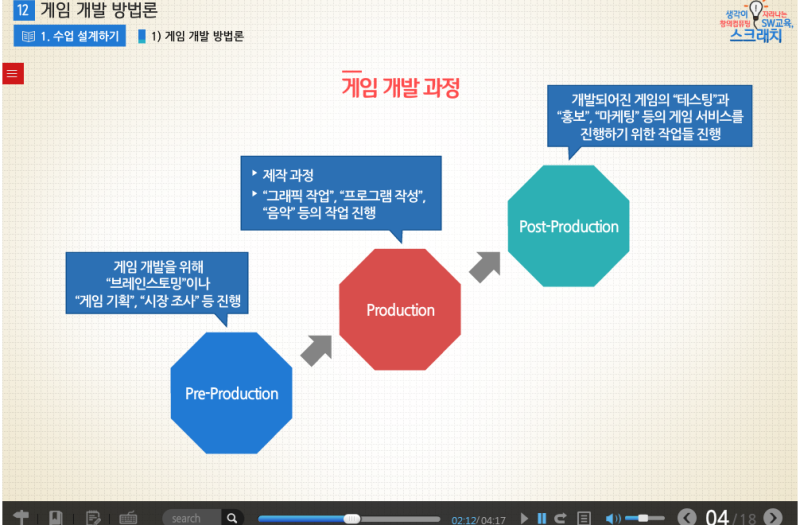 12 게임 개발 방법론
1. 수업 설계하기
1) 게임 개발 방법론
생각이 자라나는
창의컴퓨팅 SW교육,
스크래치
게임 개발 과정
개발되어진 게임의 “테스팅”과
“홍보”, “마케팅” 등의 게임 서비스를
진행하기 위한 작업들 진행
제작 과정
“그래픽 작업”, “프로그램 작성”,
“음악” 등의 작업 진행
게임 개발을 위해
“브레인스토밍”이나
“게임 기획”, “시장 조사” 등 진행
Post-Production
Production
Pre-Production
search
02:12/04:17
04/18